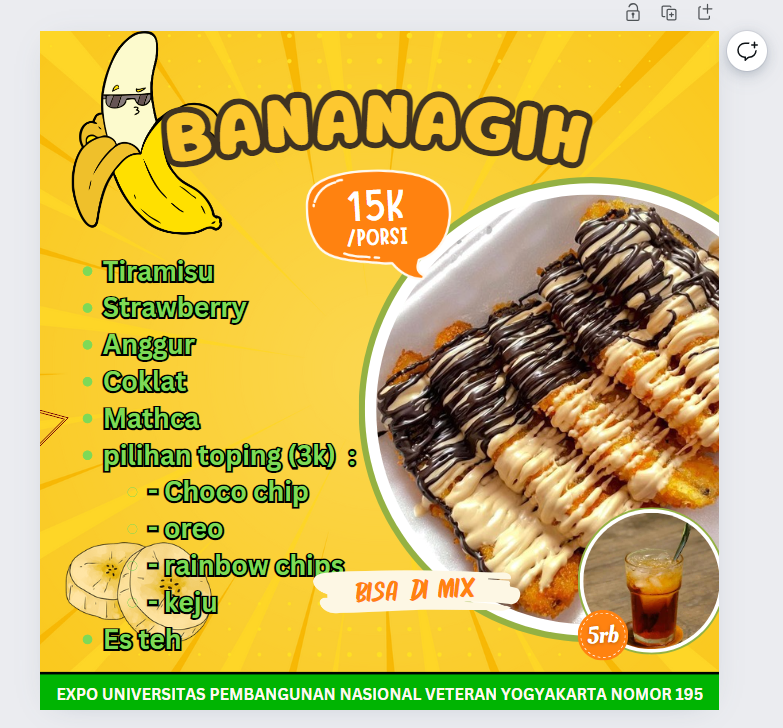 BANANAGIH
15K
/PORSI
• Tiramisu
• Strawberry
• Anggur
• Coklat
• Mathca
• pilihan toping (3k) :
- Choco chip
- oreo
- rainbow chips
- keju
• Es teh
BISA DI MIX
5rb
EXPO UNIVERSITAS PEMBANGUNAN NASIONAL VETERAN YOGYAKARTA NOMOR 195